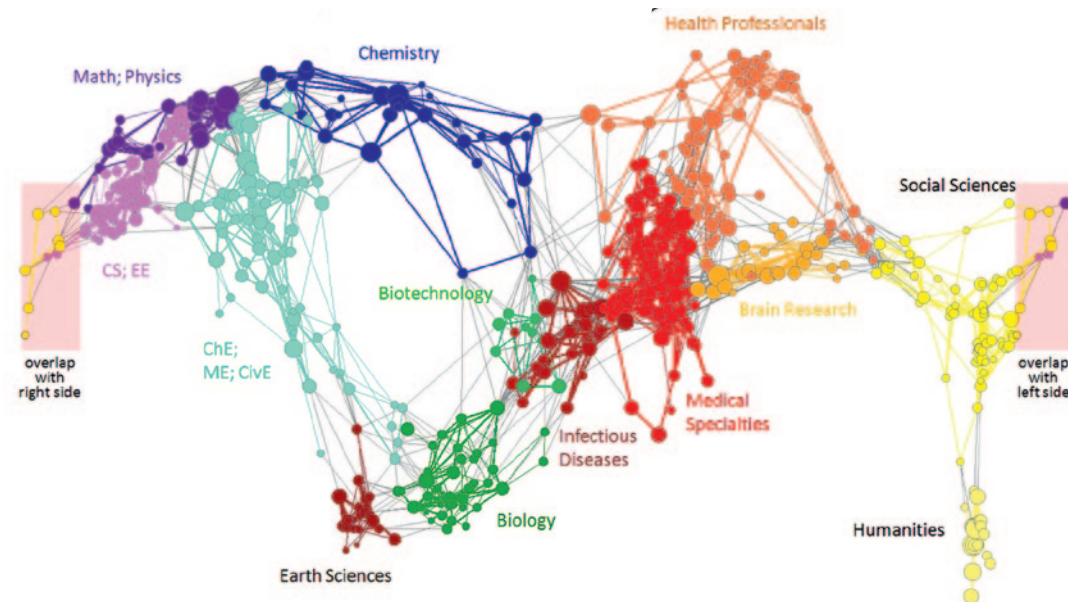 Health Professionals
Chemistry
Math; Physics
Social Sciences
CS; EE
Biotechnology
Brain Research
ChE;
ME; CivE
overlap
with
right side
overlap
with
left side
Medical
Specialties
Infectious
Diseases
Biology
Humanities
Earth Sciences